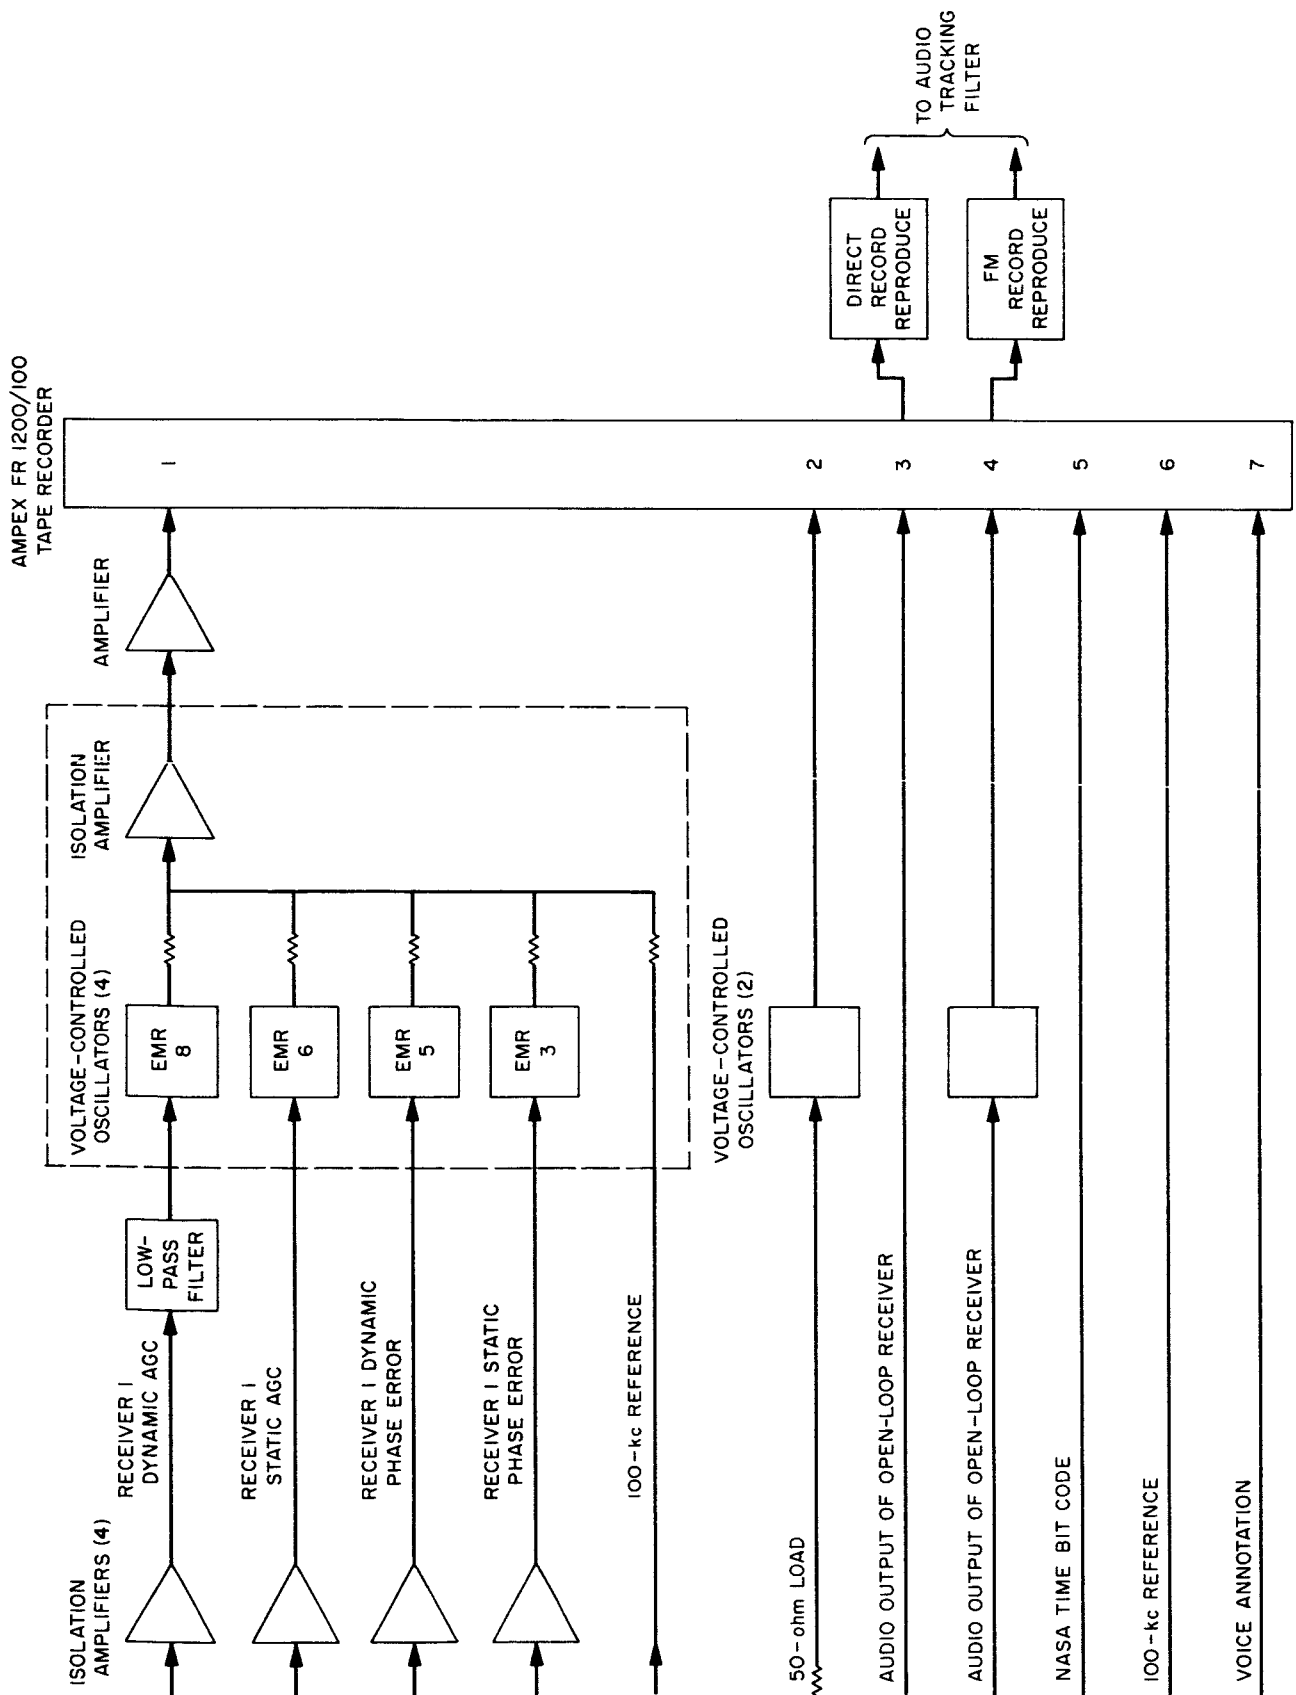 ISOLATION
AMPLIFIERS (4)
RECEIVER 1
DYNAMIC AGC
LOW-
PASS
FILTER
VOLTAGE-CONTROLLED
OSCILLATORS (4)
EMR
8
ISOLATION
AMPLIFIER
AMPLIFIER
AMPEX FR 1200/100
TAPE RECORDER
1
RECEIVER 1
STATIC AGC
EMR
6
RECEIVER 1 DYNAMIC
PHASE ERROR
EMR
5
RECEIVER 1 STATIC
PHASE ERROR
EMR
3
100-kc REFERENCE
VOLTAGE-CONTROLLED
OSCILLATORS (2)
50-ohm LOAD
2
AUDIO OUTPUT OF OPEN-LOOP RECEIVER
3
DIRECT
RECORD
REPRODUCE
TO AUDIO
TRACKING
FILTER
AUDIO OUTPUT OF OPEN-LOOP RECEIVER
4
FM
RECORD
REPRODUCE
NASA TIME BIT CODE
5
100-kc REFERENCE
6
VOICE ANNOTATION
7